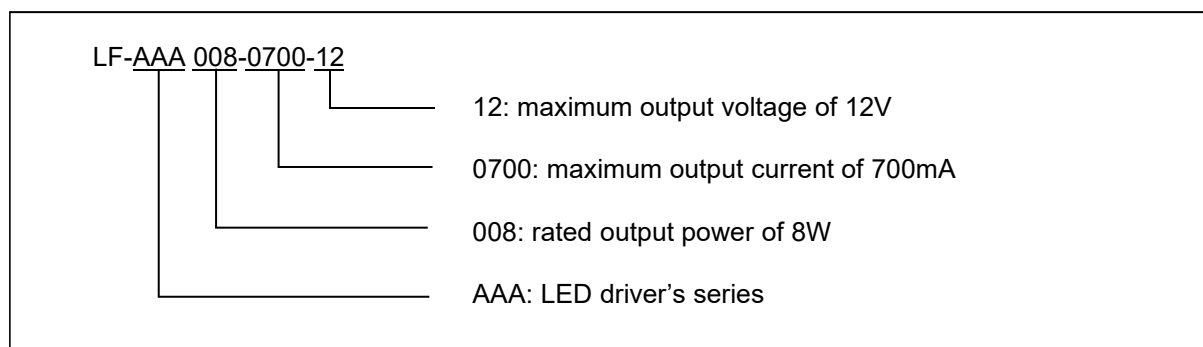 LF-AAA 008-0700-12
12: maximum output voltage of 12V
0700: maximum output current of 700mA
008: rated output power of 8W
AAA: LED driver’s series